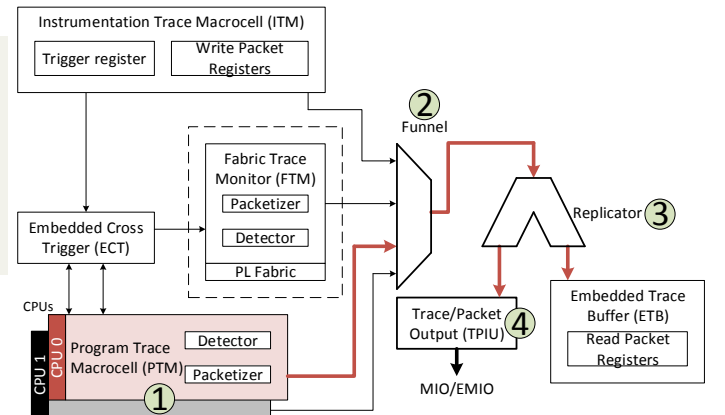 Instrumentation Trace Macrocell (ITM)
Trigger register
Write Packet
Registers
2
Funnel
Fabric Trace
Monitor (FTM)
Packetizer
Detector
PL Fabric
Embedded Cross
Trigger (ECT)
Replicator
3
CPUs
CPU 1
CPU 0
Program Trace
Macrocell (PTM)
Detector
Packetizer
1
Trace/Packet
Output (TPIU)
4
MIO/EMIO
Embedded Trace
Buffer (ETB)
Read Packet
Registers